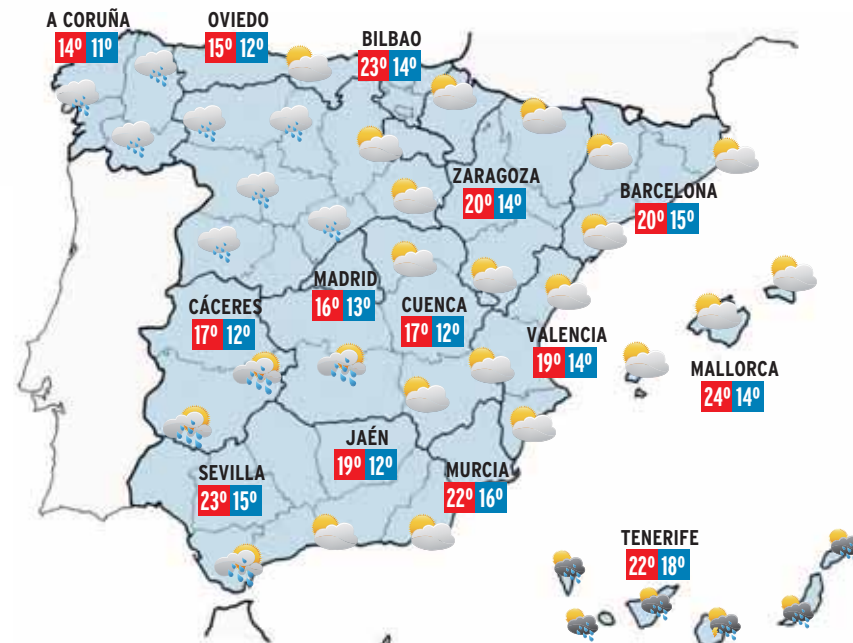 A CORUÑA
14º 11º
OVIEDO
15º 12º
BILBAO
23º 14º
ZARAGOZA
20º 14º
BARCELONA
20º 15º
MADRID
16º 13º
CÁCERES
17º 12º
CUENCA
17º 12º
VALENCIA
19º 14º
MALLORCA
24º 14º
JAÉN
19º 12º
SEVILLA
23º 15º
MURCIA
22º 16º
TENERIFE
22º 18º